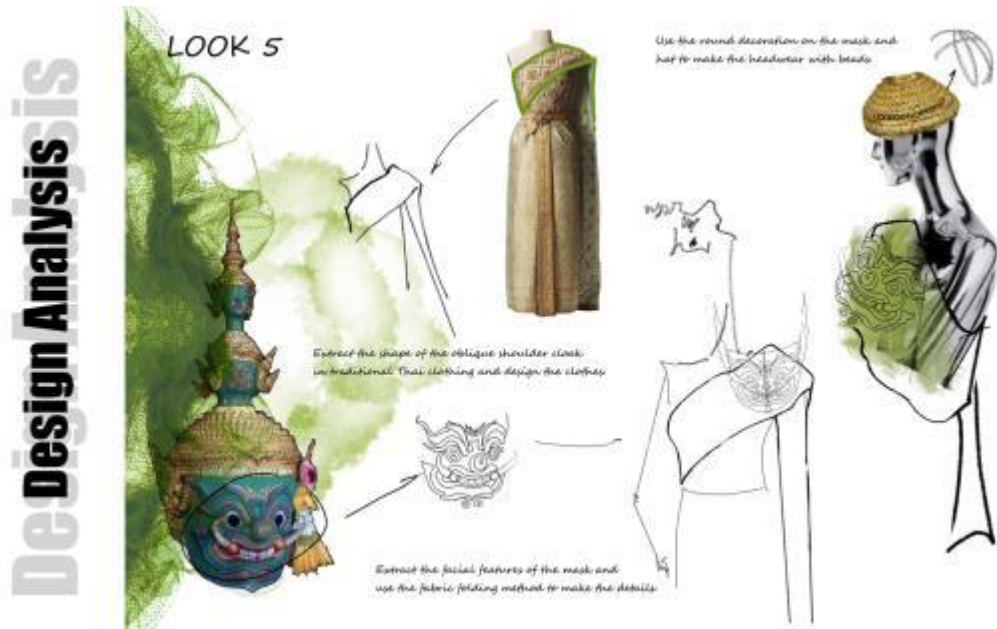 Design Analysis
LOOK 5
Use the round decoration on the mask and
hat to make the headwear with beads
Extract the shape of the oblique shoulder cloak
in traditional Thai clothing and design the clothes
Extract the facial features of the mask and
use the fabric folding method to make the details